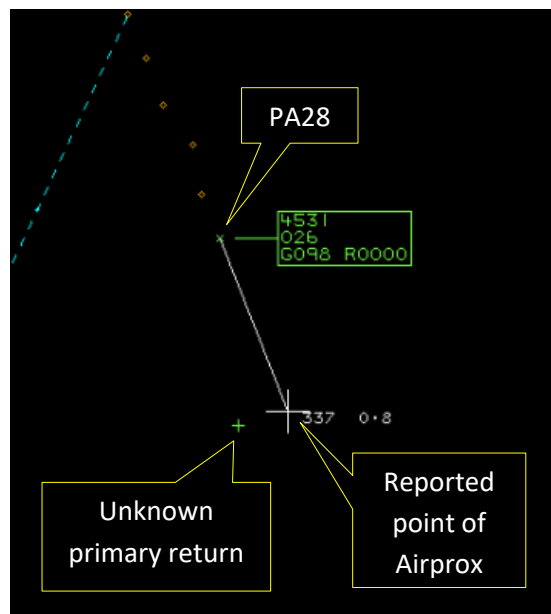 PA28
4531
026
G098 R0000
337 0·8
Unknown
primary return
Reported
point of
Airprox